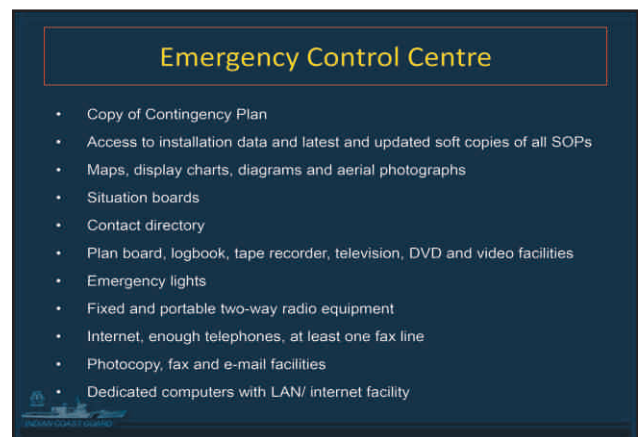 Emergency Control Centre
• Copy of Contingency Plan
• Access to installation data and latest and updated soft copies of all SOPs
• Maps, display charts, diagrams and aerial photographs
• Situation boards
• Contact directory
• Plan board, logbook, tape recorder, television, DVD and video facilities
• Emergency lights
• Fixed and portable two-way radio equipment
• Internet, enough telephones, at least one fax line
• Photocopy, fax and e-mail facilities
• Dedicated computers with LAN/ internet facility
INDIAN COAST GUARD